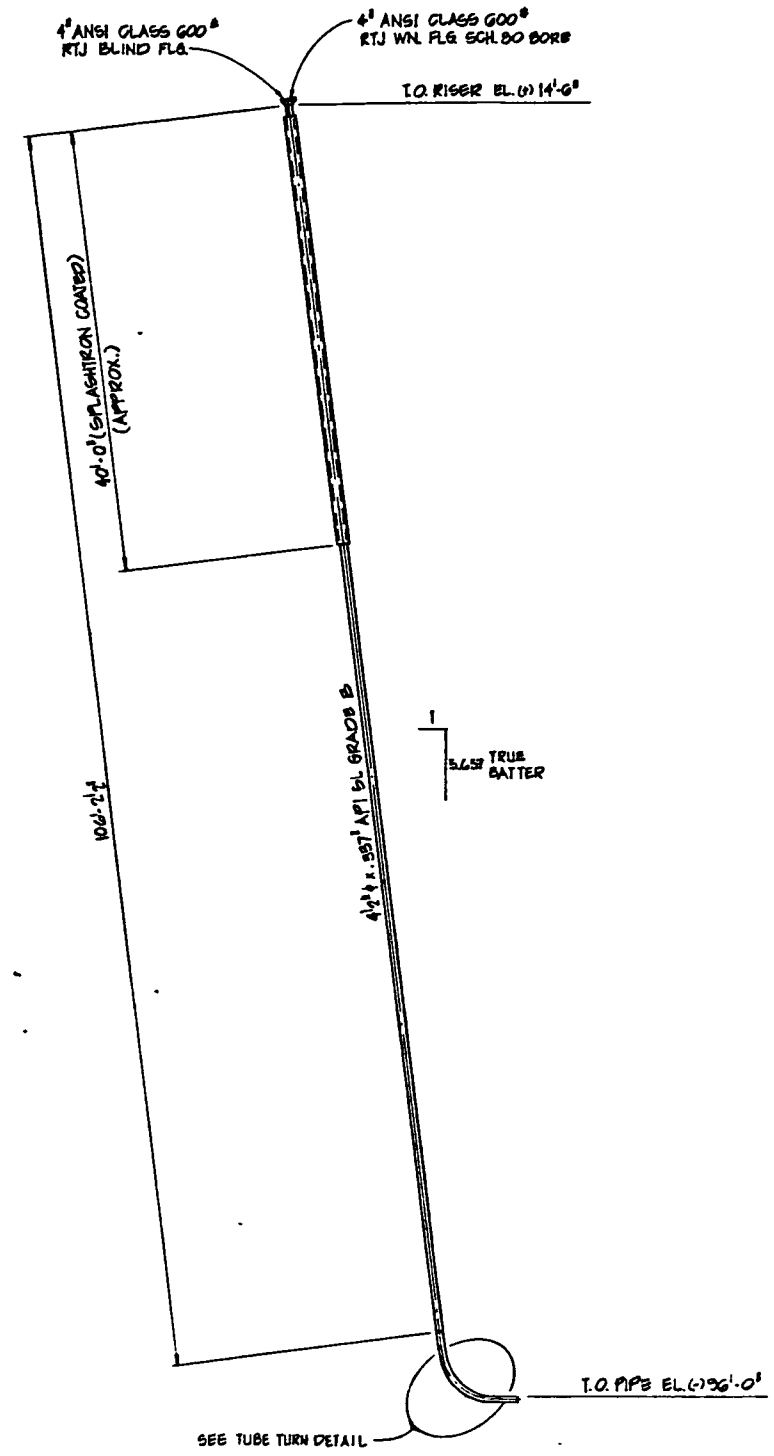 4" ANSI CLASS 600#
RTJ BLIND FLG.
4" ANSI CLASS 600#
RTJ WN. FLG SCH. 80 BORE
T.O. RISER EL.(+) 14'-6"
40'-0" (SPLASHTRON COATED)
(APPROX.)
106'-2½"
4½"ϕ x .337" API 5L GRADE B
1
5.657 TRUE
BATTER
T.O. PIPE EL.(-) 96'-0"
SEE TUBE TURN DETAIL